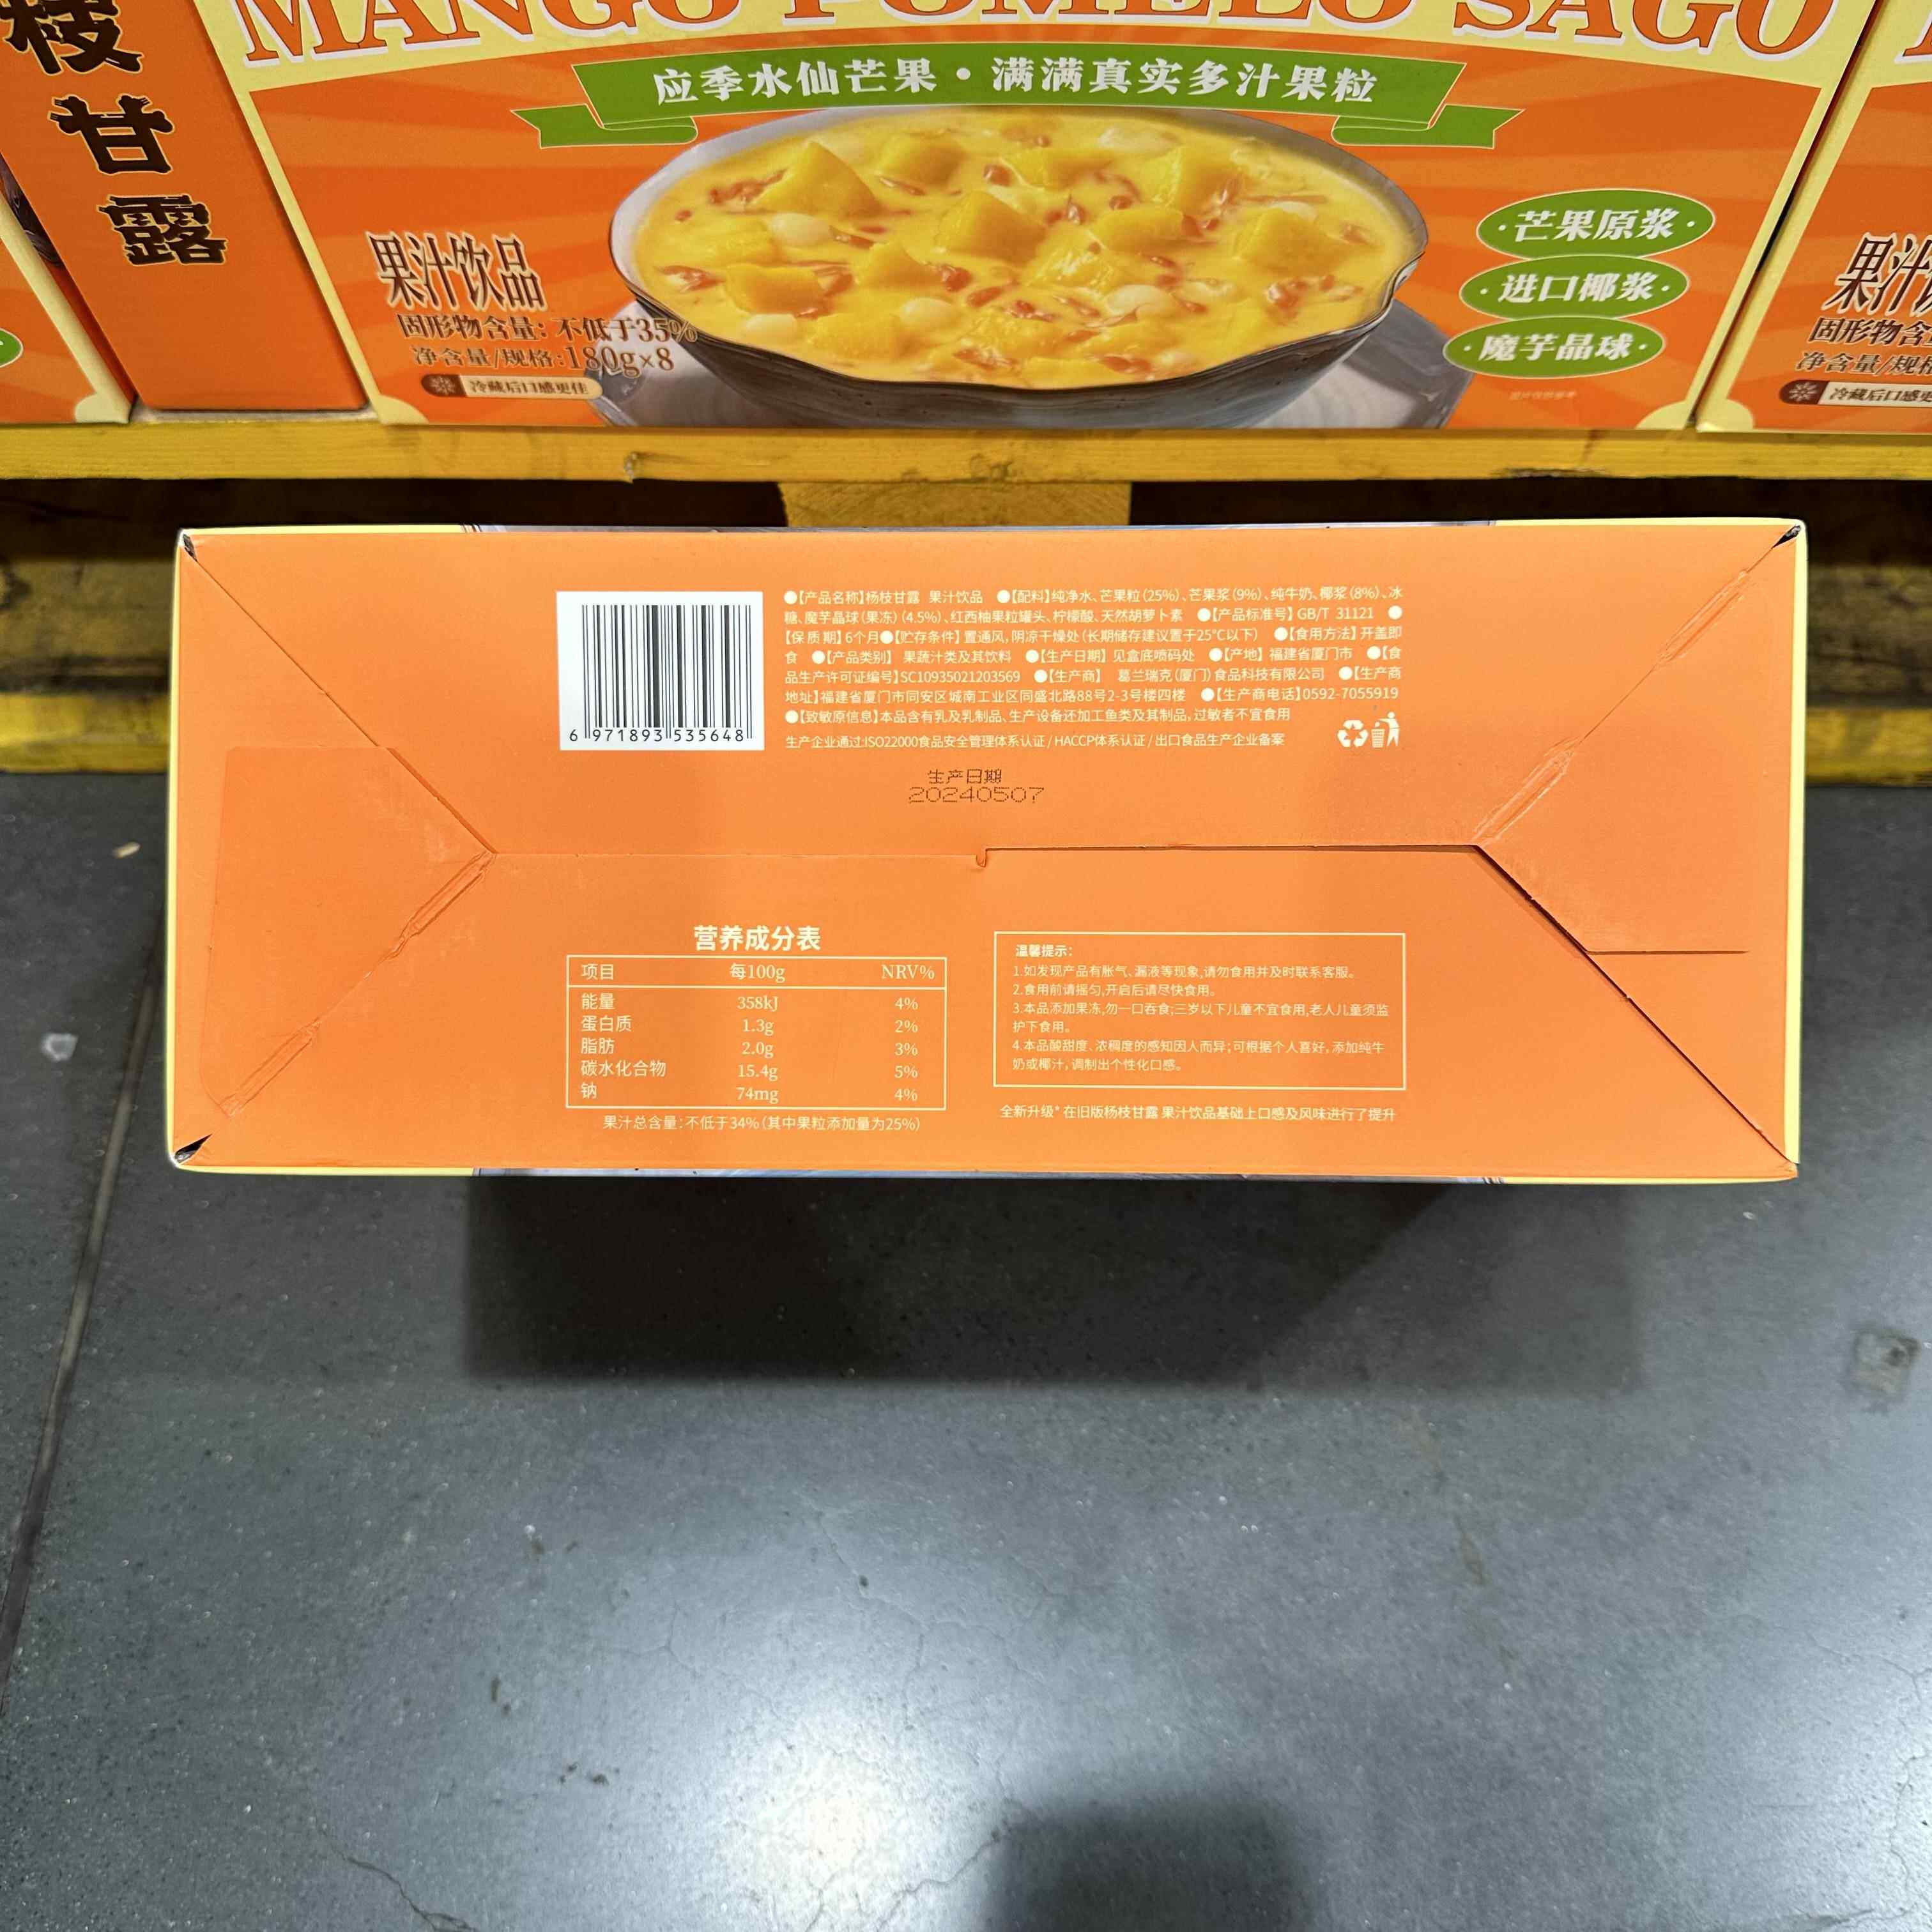 MANGO POMELO SAGO
应季水仙芒果·满满真实多汁果粒
枝
甘
露
果汁饮品
固形物含量: 不低于35%
净含量/规格:180g×8
冷藏后口感更佳
·芒果原浆·
·进口椰浆·
·魔芋晶球·
果汁
固形物含
净含量/规
冷藏后口感更
●【产品名称】杨枝甘露 果汁饮品 ●【配料】纯净水、芒果粒(25%)、芒果浆(9%)、纯牛奶、椰浆(8%)、冰
糖、魔芋晶球(果冻)(4.5%)、红西柚果粒罐头、柠檬酸、天然胡萝卜素 ●【产品标准号】GB/T 31121 ●
【保质期】6个月●【贮存条件】置通风,阴凉干燥处(长期储存建议置于25°C以下) ●【食用方法】开盖即
食 ●【产品类别】 果蔬汁类及其饮料 ●【生产日期】见盒底喷码处 ●【产地】福建省厦门市 ●【食
品生产许可证编号】SC10935021203569 ●【生产商】 葛兰瑞克(厦门)食品科技有限公司 ●【生产商
地址】福建省厦门市同安区城南工业区同盛北路88号2-3号楼四楼 ●【生产商电话】0592-7055919
●【致敏原信息】本品含有乳及乳制品、生产设备还加工鱼类及其制品,过敏者不宜食用
生产企业通过:ISO22000食品安全管理体系认证/HACCP体系认证/出口食品生产企业备案
6 971893 535648
生产日期
20240507
营养成分表
项目 每100g NRV%
能量 358kJ 4%
蛋白质 1.3g 2%
脂肪 2.0g 3%
碳水化合物 15.4g 5%
钠 74mg 4%
果汁总含量:不低于34%(其中果粒添加量为25%)
温馨提示:
1.如发现产品有胀气、漏液等现象,请勿食用并及时联系客服。
2.食用前请摇匀,开启后请尽快食用。
3.本品添加果冻,勿一口吞食;三岁以下儿童不宜食用,老人儿童须监
护下食用。
4.本品酸甜度、浓稠度的感知因人而异;可根据个人喜好,添加纯牛
奶或椰汁,调制出个性化口感。
全新升级* 在旧版杨枝甘露 果汁饮品基础上口感及风味进行了提升